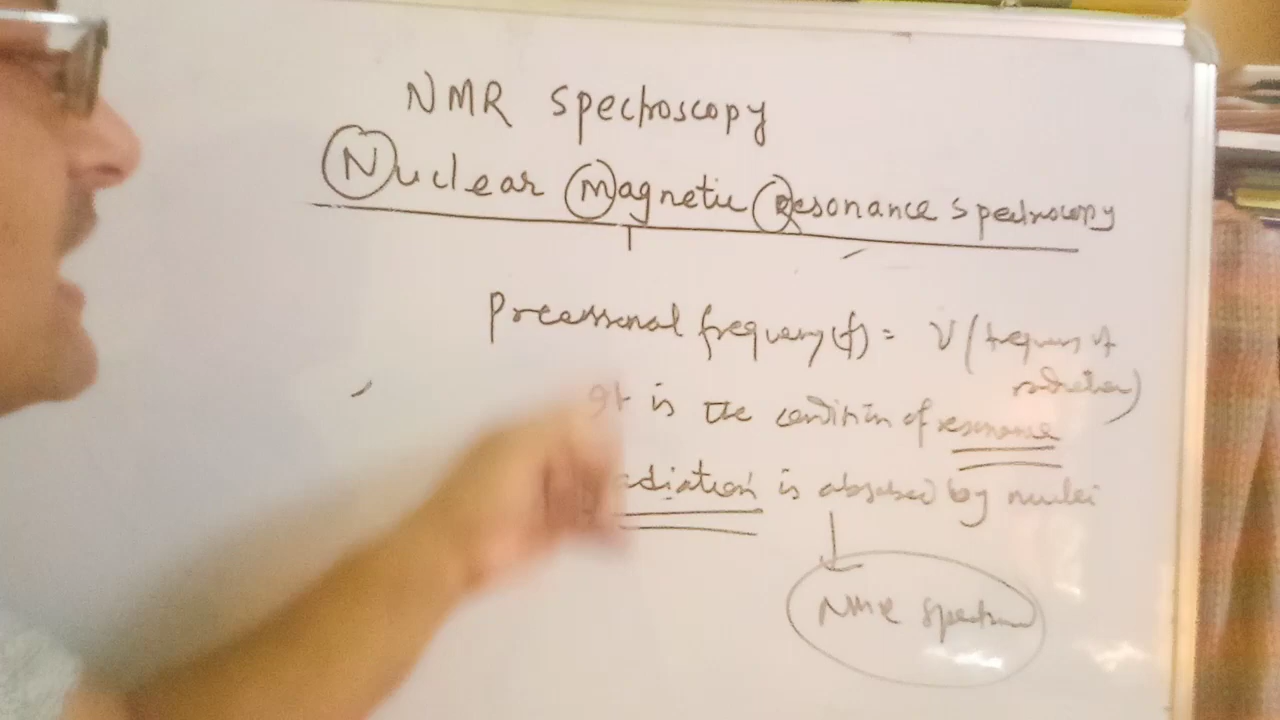 NMR Spectroscopy
Nuclear Magnetic Resonance Spectroscopy
Precessional frequency (f) = ν (frequency of
radiation)
It is the condition of resonance
adiation is absorbed by nuclei
NMR spectrum